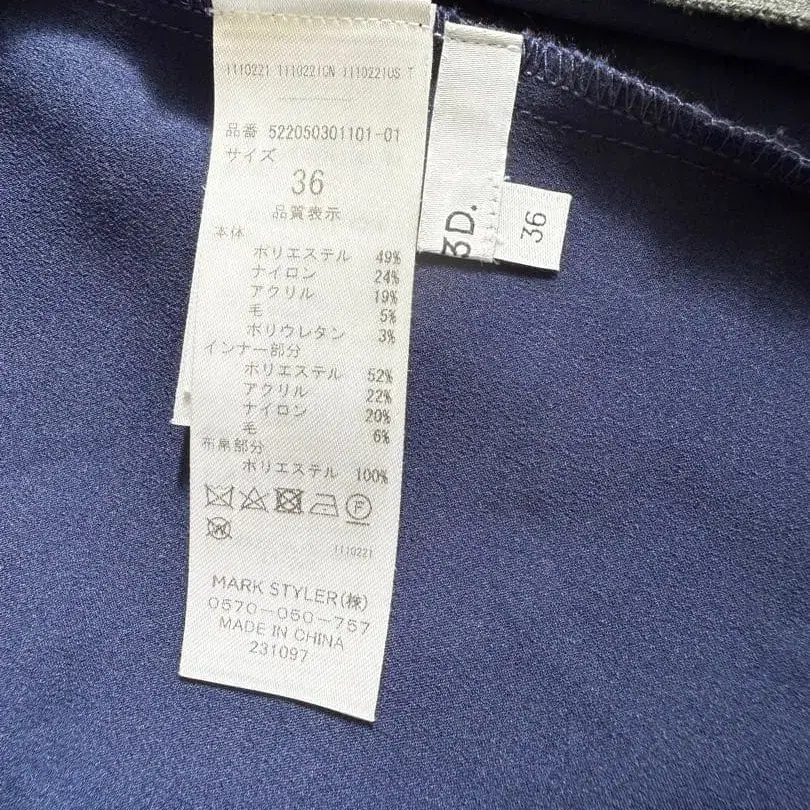 1110221 1110221CN 1110221US T
品番 522050301101-01
サイズ
36
品質表示
本体
ポリエステル 49%
ナイロン 24%
アクリル 19%
毛 5%
ポリウレタン 3%
インナー部分
ポリエステル 52%
アクリル 22%
ナイロン 20%
毛 6%
布帛部分
ポリエステル 100%
F
W
1110221
MARK STYLER(株)
0570-050-757
MADE IN CHINA
231097
3D.
36